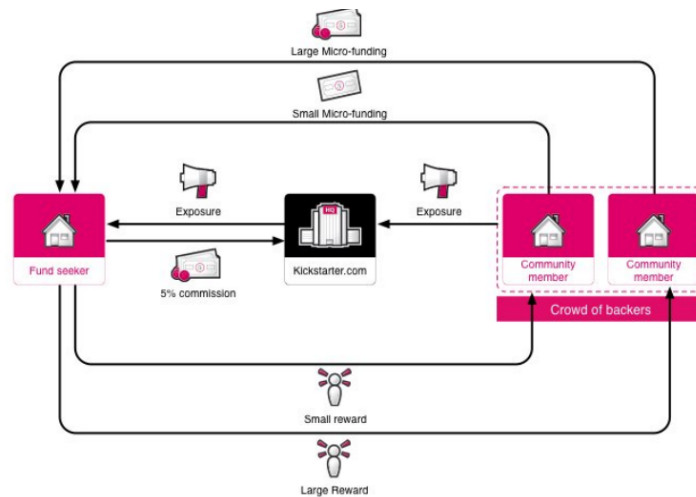 Large Micro-funding
Small Micro-funding
Exposure
Exposure
HQ
Fund seeker
Kickstarter.com
Community
member
Community
member
5% commission
Crowd of backers
Small reward
Large Reward